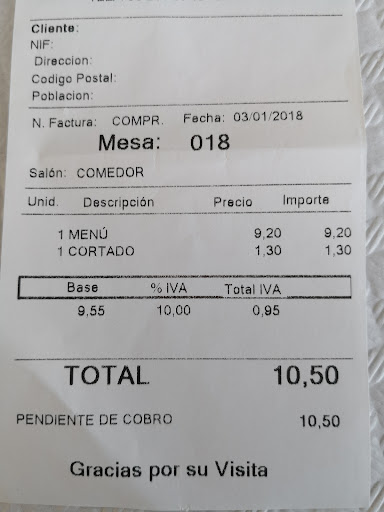 Cliente:
NIF:
Direccion:
Codigo Postal:
Poblacion:
N. Factura: COMPR. Fecha: 03/01/2018
Mesa: 018
Salón: COMEDOR
Unid. Descripción Precio Importe
1 MENÚ 9,20 9,20
1 CORTADO 1,30 1,30
Base % IVA Total IVA
9,55 10,00 0,95
TOTAL 10,50
PENDIENTE DE COBRO 10,50
Gracias por su Visita